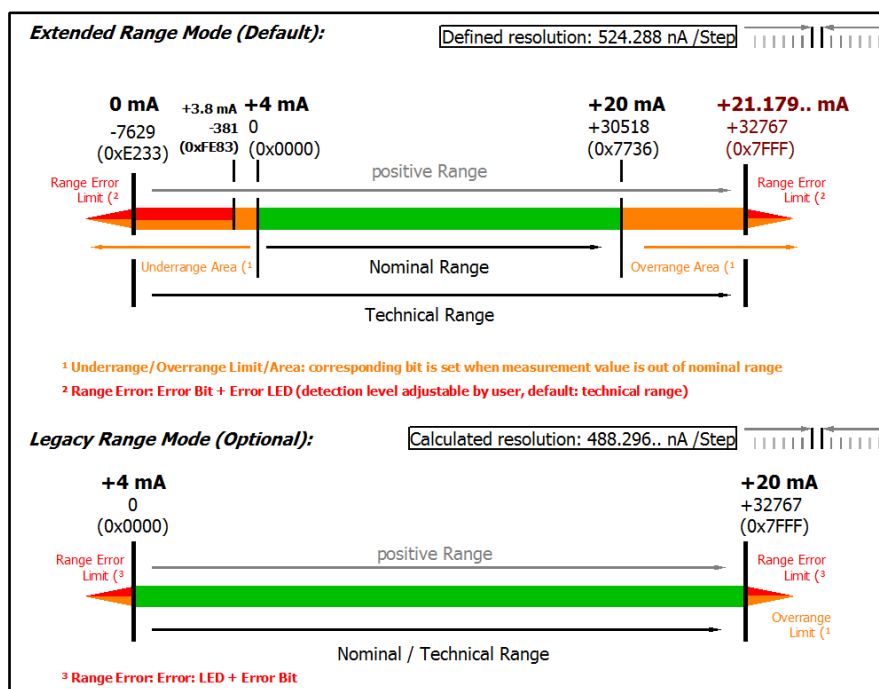 Extended Range Mode (Default):
Defined resolution: 524.288 nA /Step
0 mA
-7629
(0xE233)
+3.8 mA
-381
(0xFE83)
+4 mA
0
(0x0000)
+20 mA
+30518
(0x7736)
+21.179.. mA
+32767
(0x7FFF)
Range Error
Limit (²
positive Range
Range Error
Limit (²
Underrange Area (¹
Nominal Range
Overrange Area (¹
Technical Range
¹ Underrange/Overrange Limit/Area: corresponding bit is set when measurement value is out of nominal range
² Range Error: Error Bit + Error LED (detection level adjustable by user, default: technical range)
Legacy Range Mode (Optional):
Calculated resolution: 488.296.. nA /Step
+4 mA
0
(0x0000)
+20 mA
+32767
(0x7FFF)
Range Error
Limit (³
positive Range
Range Error
Limit (³
Overrange
Limit (¹
Nominal / Technical Range
³ Range Error: Error: LED + Error Bit